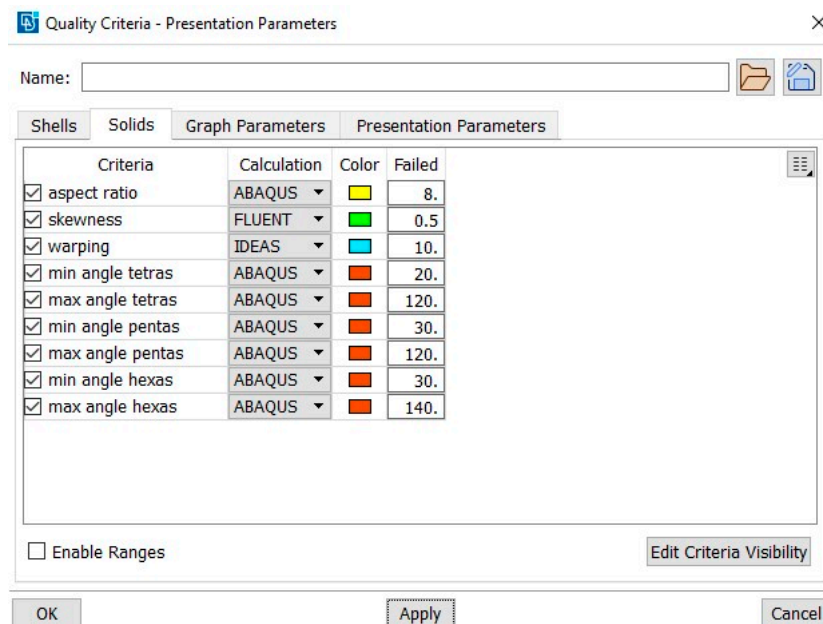 Quality Criteria - Presentation Parameters
Name:
Shells Solids Graph Parameters Presentation Parameters
Criteria Calculation Color Failed
aspect ratio ABAQUS 8.
skewness FLUENT 0.5
warping IDEAS 10.
min angle tetras ABAQUS 20.
max angle tetras ABAQUS 120.
min angle pentas ABAQUS 30.
max angle pentas ABAQUS 120.
min angle hexas ABAQUS 30.
max angle hexas ABAQUS 140.
Enable Ranges Edit Criteria Visibility
OK Apply Cancel